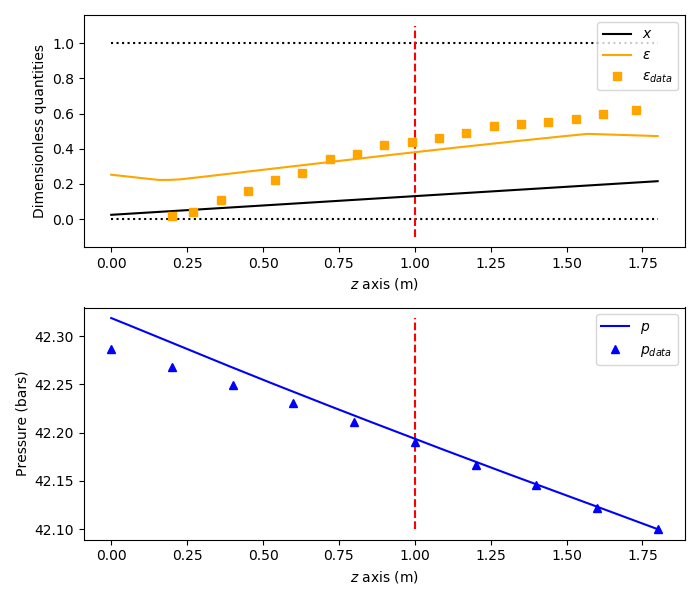 Dimensionless quantities
1.0
0.8
0.6
0.4
0.2
0.0
x
ε
ε_data
0.00 0.25 0.50 0.75 1.00 1.25 1.50 1.75
z axis (m)
Pressure (bars)
42.30
42.25
42.20
42.15
42.10
p
p_data
0.00 0.25 0.50 0.75 1.00 1.25 1.50 1.75
z axis (m)